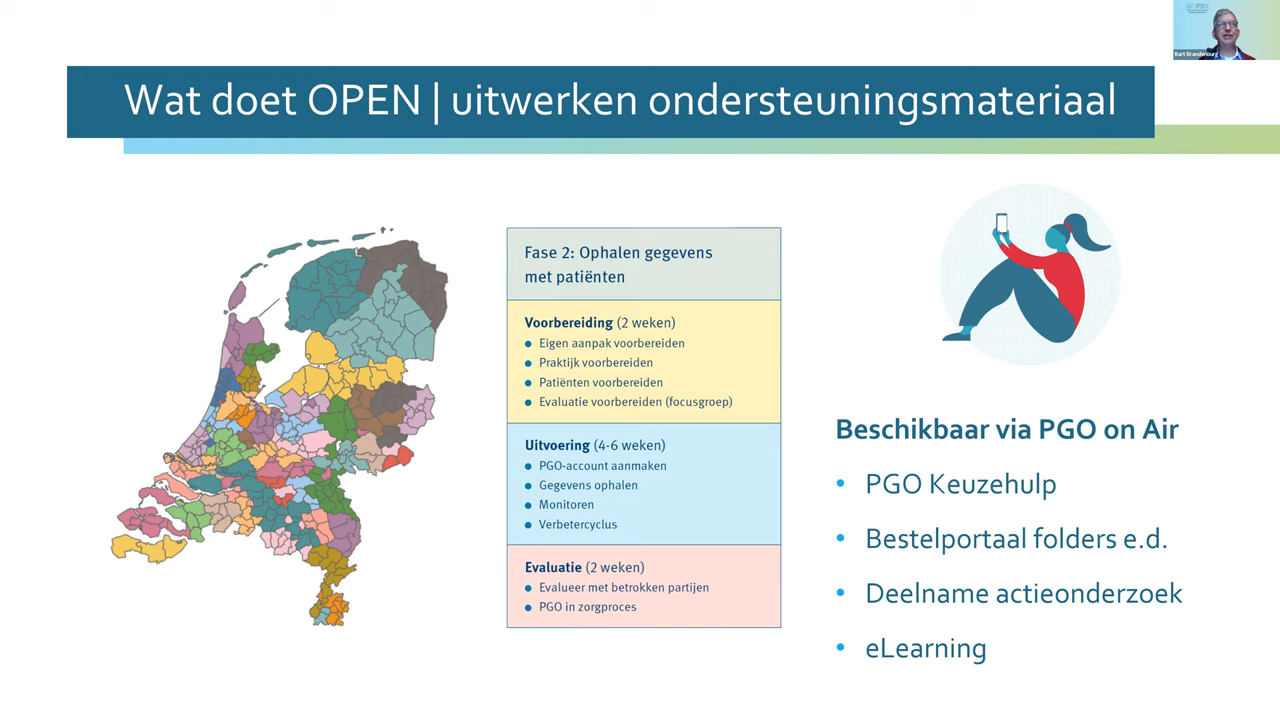 Bart Brandenburg
Wat doet OPEN | uitwerken ondersteuningsmateriaal
Fase 2: Ophalen gegevens
met patiënten
Voorbereiding (2 weken)
• Eigen aanpak voorbereiden
• Praktijk voorbereiden
• Patiënten voorbereiden
• Evaluatie voorbereiden (focusgroep)
Uitvoering (4-6 weken)
• PGO-account aanmaken
• Gegevens ophalen
• Monitoren
• Verbetercyclus
Evaluatie (2 weken)
• Evalueer met betrokken partijen
• PGO in zorgproces
Beschikbaar via PGO on Air
• PGO Keuzehulp
• Bestelportaal folders e.d.
• Deelname actieonderzoek
• eLearning